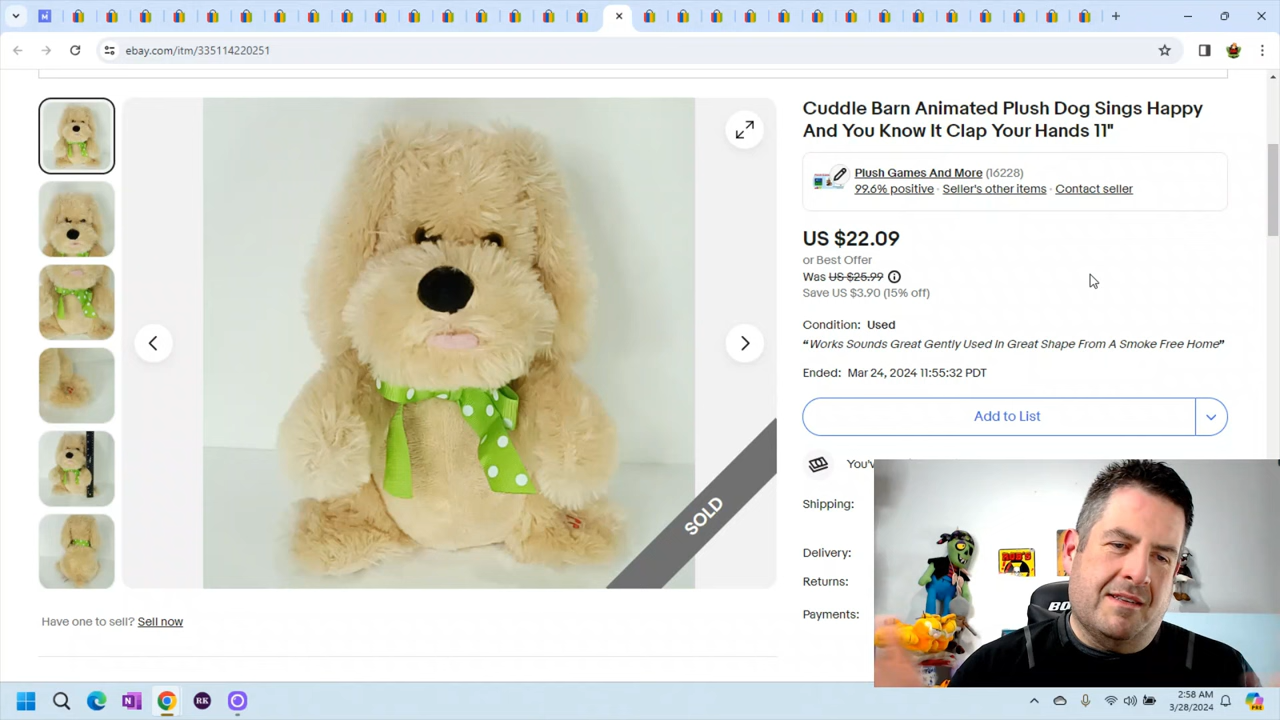 ebay.com/itm/335114220251
Cuddle Barn Animated Plush Dog Sings Happy
And You Know It Clap Your Hands 11"
Plush Games And More (16228)
99.6% positive · Seller's other items · Contact seller
US $22.09
or Best Offer
Was US $25.99
Save US $3.90 (15% off)
Condition: Used
“Works Sounds Great Gently Used In Great Shape From A Smoke Free Home”
Ended: Mar 24, 2024 11:55:32 PDT
Add to List
SOLD
Shipping:
Delivery:
Returns:
Payments:
Have one to sell? Sell now
RK
2:58 AM
3/28/2024